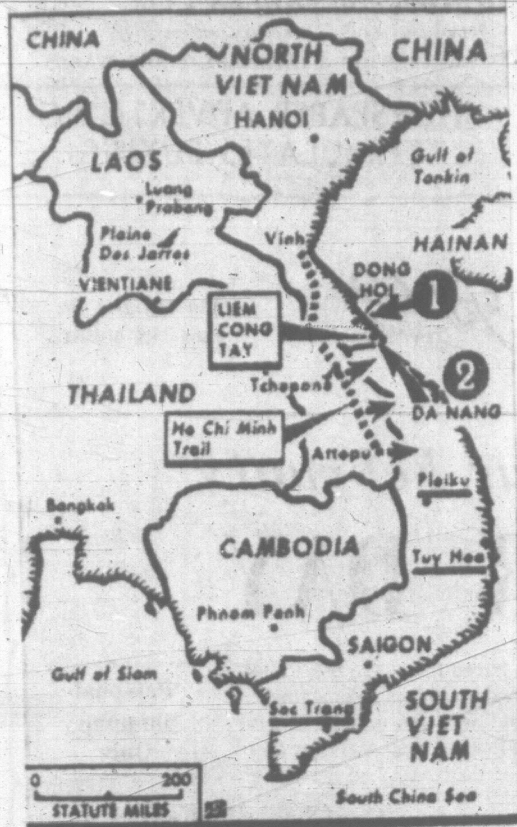 CHINA
CHINA
NORTH
VIET NAM
HANOI
LAOS
Luang
Prabang
Gulf of
Tonkin
Plaine
Des Jarres
Vinh
HAINAN
VIENTIANE
DONG
HOI
1
LIEM
CONG
TAY
2
THAILAND
Tchepone
DA NANG
Ho Chi Minh
Trail
Attopu
Pleiku
Bangkok
CAMBODIA
Tuy Hoa
Phnom Penh
SAIGON
Gulf of Siam
Soc Trang
SOUTH
VIET
NAM
0 200
STATUTE MILES
South China Sea